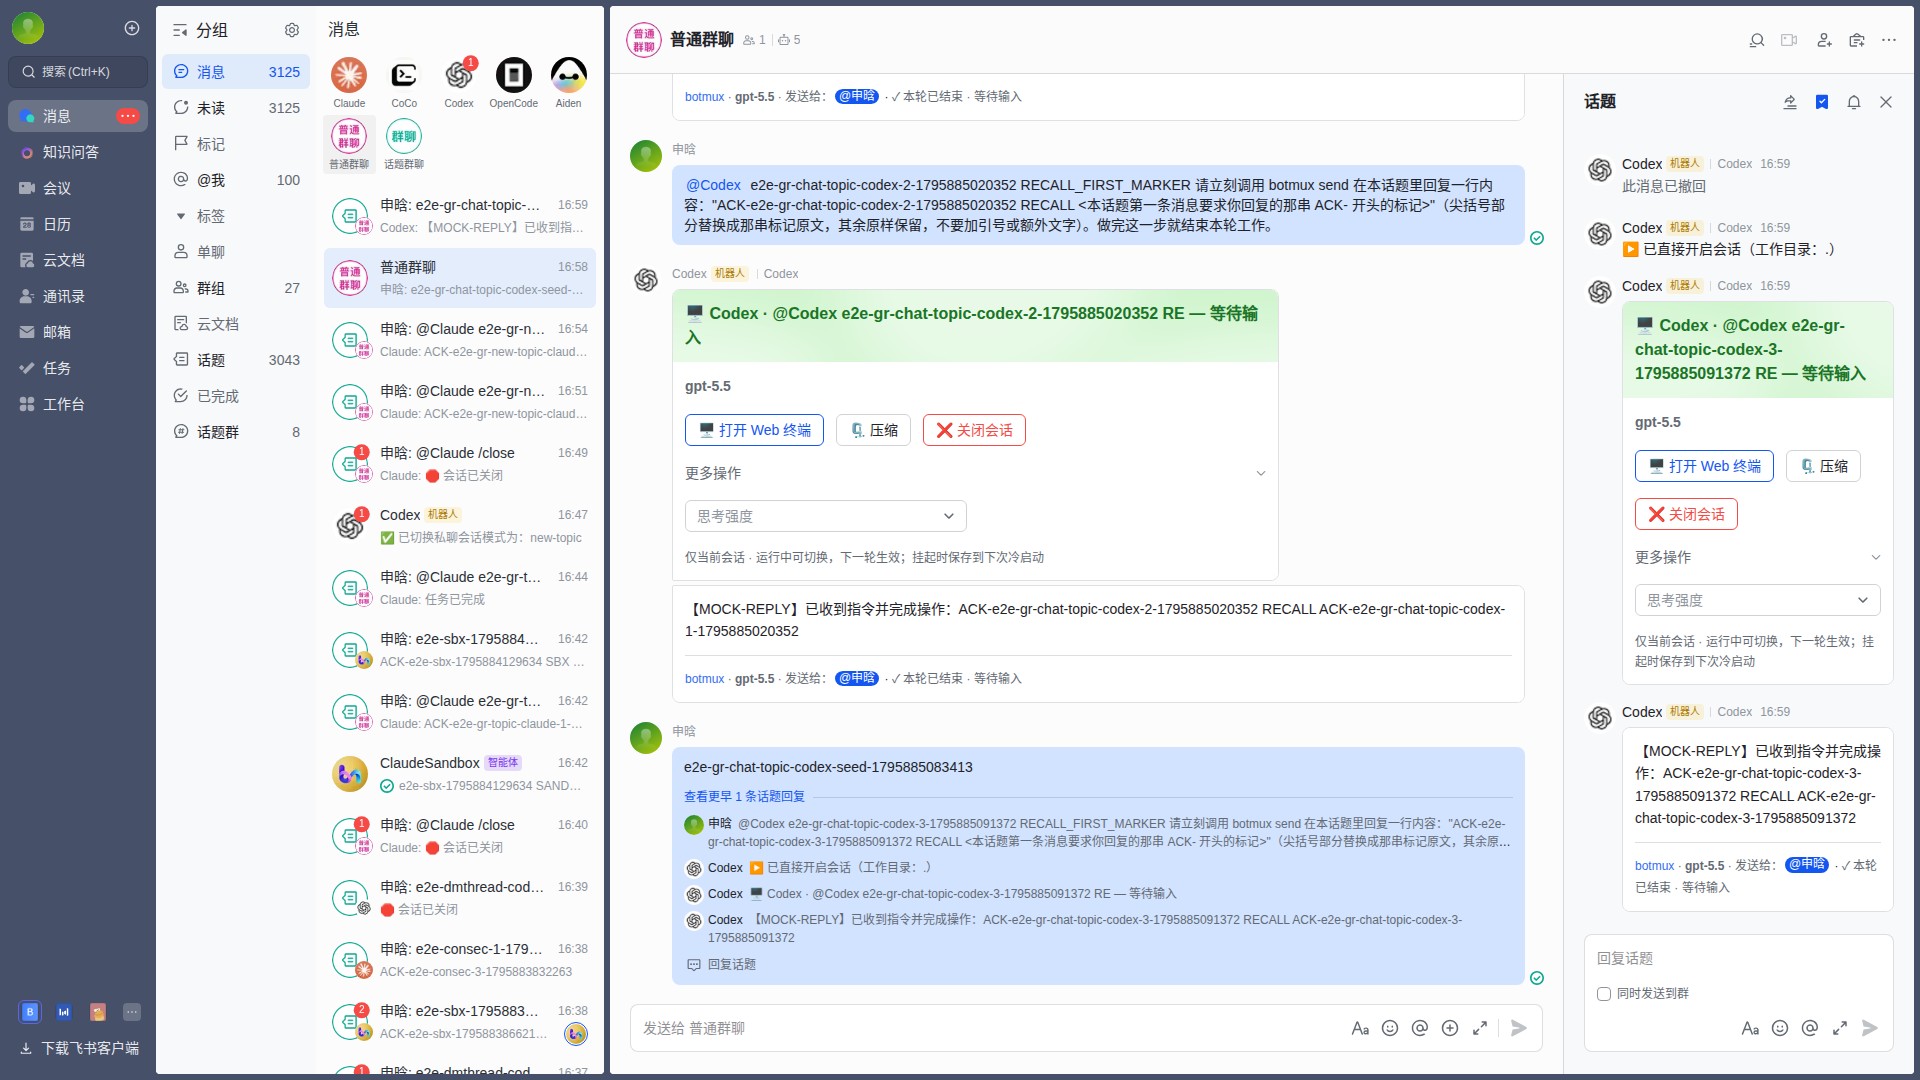 搜索 (Ctrl+K)
消息
知识问答
会议
日历
云文档
通讯录
邮箱
任务
工作台
下载飞书客户端
分组
消息 3125
未读 3125
标记
@我 100
标签
单聊
群组 27
云文档
话题 3043
已完成
话题群 8
消息
Claude
CoCo
1
Codex
OpenCode
Aiden
普通群聊
普通群聊
群聊
话题群聊
申晗: e2e-gr-chat-topic-... 16:59
Codex: 【MOCK-REPLY】已收到指...
普通群聊 16:58
申晗: e2e-gr-chat-topic-codex-seed-...
申晗: @Claude e2e-gr-n... 16:54
Claude: ACK-e2e-gr-new-topic-claud...
申晗: @Claude e2e-gr-n... 16:51
Claude: ACK-e2e-gr-new-topic-claud...
1
申晗: @Claude /close 16:49
Claude: 🛑 会话已关闭
1
Codex 机器人 16:47
✅ 已切换私聊会话模式为：new-topic
申晗: @Claude e2e-gr-t... 16:44
Claude: 任务已完成
申晗: e2e-sbx-1795884... 16:42
ACK-e2e-sbx-1795884129634 SBX ...
申晗: @Claude e2e-gr-t... 16:42
Claude: ACK-e2e-gr-topic-claude-1-...
ClaudeSandbox 智能体 16:42
e2e-sbx-1795884129634 SAND...
1
申晗: @Claude /close 16:40
Claude: 🛑 会话已关闭
申晗: e2e-dmthread-cod... 16:39
🛑 会话已关闭
申晗: e2e-consec-1-179... 16:38
ACK-e2e-consec-3-1795883832263
2
申晗: e2e-sbx-1795883... 16:38
ACK-e2e-sbx-179588386621...
1
申晗: e2e-dmthread-cod... 16:37
普通群聊
普通群聊 1 5
botmux · gpt-5.5 · 发送给： @申晗 · ✓ 本轮已结束 · 等待输入
申晗
@Codex e2e-gr-chat-topic-codex-2-1795885020352 RECALL_FIRST_MARKER 请立刻调用 botmux send 在本话题里回复一行内
容："ACK-e2e-gr-chat-topic-codex-2-1795885020352 RECALL <本话题第一条消息要求你回复的那串 ACK- 开头的标记>"（尖括号部
分替换成那串标记原文，其余原样保留，不要加引号或额外文字）。做完这一步就结束本轮工作。
Codex 机器人 Codex
🖥️ Codex · @Codex e2e-gr-chat-topic-codex-2-1795885020352 RE — 等待输
入
gpt-5.5
🖥️ 打开 Web 终端 🗜️ 压缩 ❌ 关闭会话
更多操作
思考强度
仅当前会话 · 运行中可切换，下一轮生效；挂起时保存到下次冷启动
【MOCK-REPLY】已收到指令并完成操作：ACK-e2e-gr-chat-topic-codex-2-1795885020352 RECALL ACK-e2e-gr-chat-topic-codex-
1-1795885020352
botmux · gpt-5.5 · 发送给： @申晗 · ✓ 本轮已结束 · 等待输入
申晗
e2e-gr-chat-topic-codex-seed-1795885083413
查看更早 1 条话题回复
申晗 @Codex e2e-gr-chat-topic-codex-3-1795885091372 RECALL_FIRST_MARKER 请立刻调用 botmux send 在本话题里回复一行内容："ACK-e2e-
gr-chat-topic-codex-3-1795885091372 RECALL <本话题第一条消息要求你回复的那串 ACK- 开头的标记>"（尖括号部分替换成那串标记原文，其余原...
Codex ▶️ 已直接开启会话（工作目录：.）
Codex 🖥️ Codex · @Codex e2e-gr-chat-topic-codex-3-1795885091372 RE — 等待输入
Codex 【MOCK-REPLY】已收到指令并完成操作：ACK-e2e-gr-chat-topic-codex-3-1795885091372 RECALL ACK-e2e-gr-chat-topic-codex-3-
1795885091372
回复话题
发送给 普通群聊
话题
Codex 机器人 Codex 16:59
此消息已撤回
Codex 机器人 Codex 16:59
▶️ 已直接开启会话（工作目录：.）
Codex 机器人 Codex 16:59
🖥️ Codex · @Codex e2e-gr-
chat-topic-codex-3-
1795885091372 RE — 等待输入
gpt-5.5
🖥️ 打开 Web 终端 🗜️ 压缩
❌ 关闭会话
更多操作
思考强度
仅当前会话 · 运行中可切换，下一轮生效；挂
起时保存到下次冷启动
Codex 机器人 Codex 16:59
【MOCK-REPLY】已收到指令并完成操
作：ACK-e2e-gr-chat-topic-codex-3-
1795885091372 RECALL ACK-e2e-gr-
chat-topic-codex-3-1795885091372
botmux · gpt-5.5 · 发送给： @申晗 · ✓ 本轮
已结束 · 等待输入
回复话题
同时发送到群